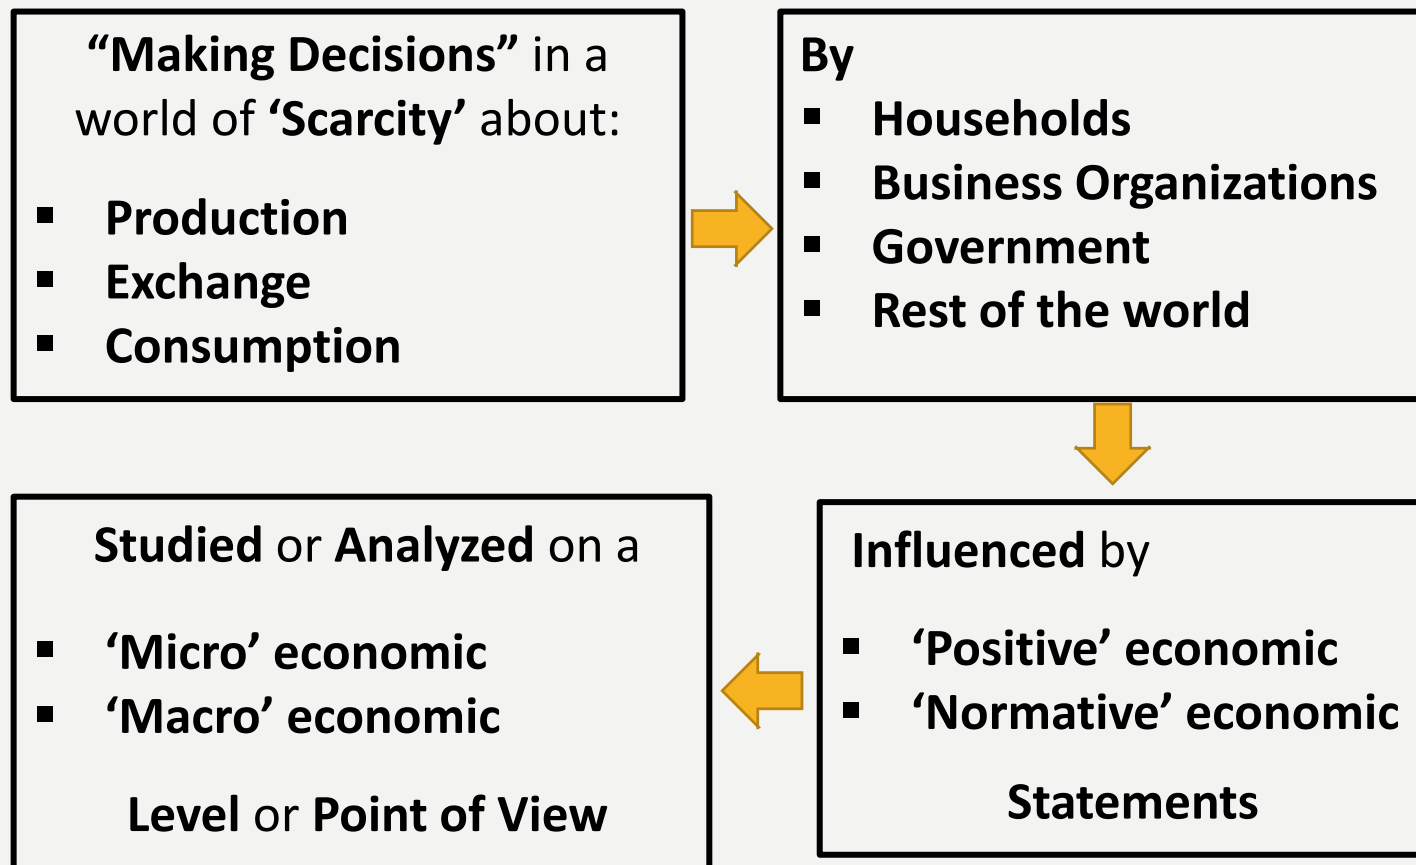 “Making Decisions” in a
world of ‘Scarcity’ about:
▪ Production
▪ Exchange
▪ Consumption
By
▪ Households
▪ Business Organizations
▪ Government
▪ Rest of the world
Influenced by
▪ ‘Positive’ economic
▪ ‘Normative’ economic
Statements
Studied or Analyzed on a
▪ ‘Micro’ economic
▪ ‘Macro’ economic
Level or Point of View